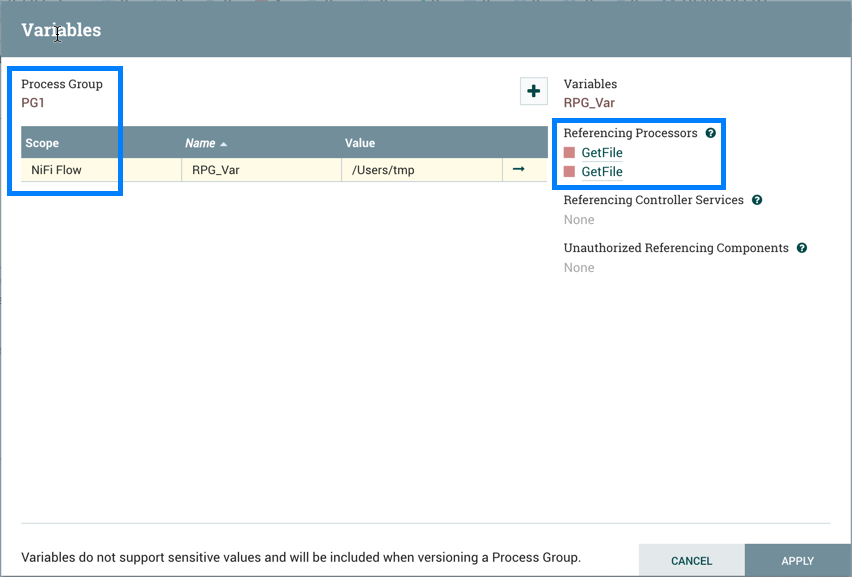 Variables
Process Group
PG1
Scope Name Value
NiFi Flow RPG_Var /Users/tmp
Variables
RPG_Var
Referencing Processors
GetFile
GetFile
Referencing Controller Services
None
Unauthorized Referencing Components
None
Variables do not support sensitive values and will be included when versioning a Process Group.
CANCEL APPLY